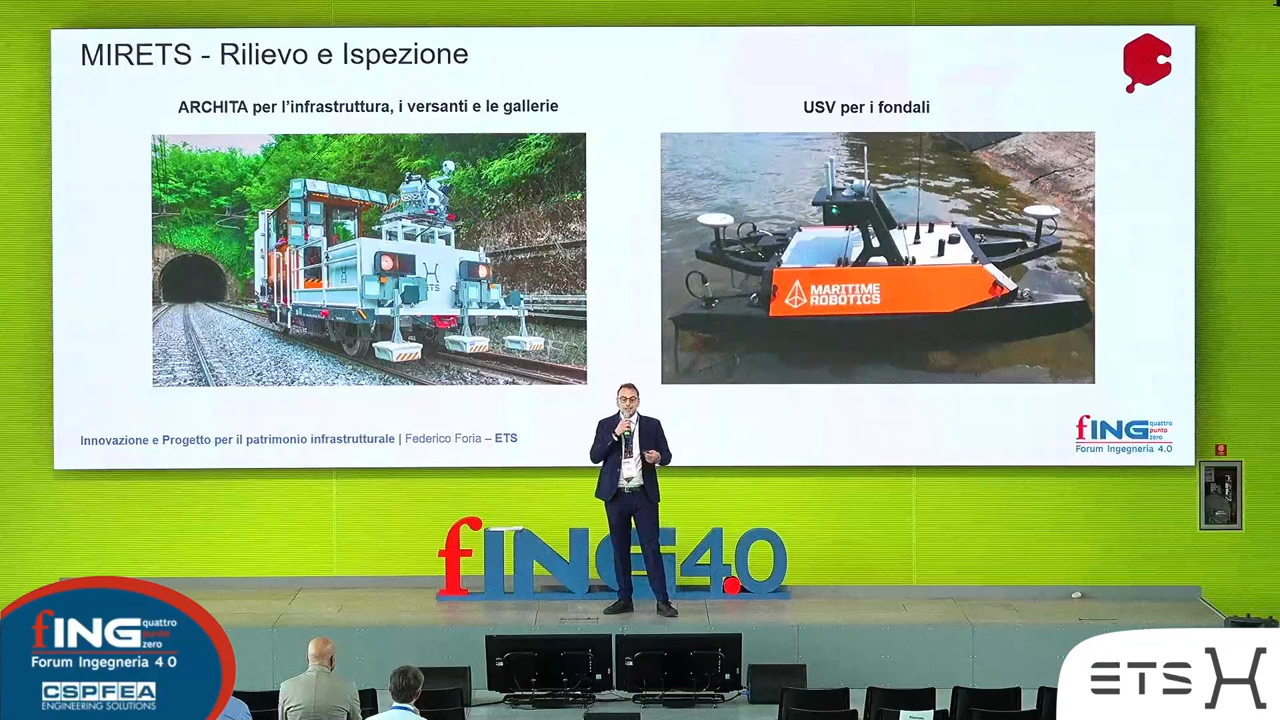 MIRETS - Rilievo e Ispezione
ARCHITA per l'infrastruttura, i versanti e le gallerie
USV per i fondali
ETS
MARITIME
ROBOTICS
Innovazione e Progetto per il patrimonio infrastrutturale | Federico Foria – ETS
fING quattro
punto
zero
Forum Ingegneria 4.0
fING4.0
fING quattro
punto
zero
Forum Ingegneria 4 0
CSPFEA
ENGINEERING SOLUTIONS
ETS